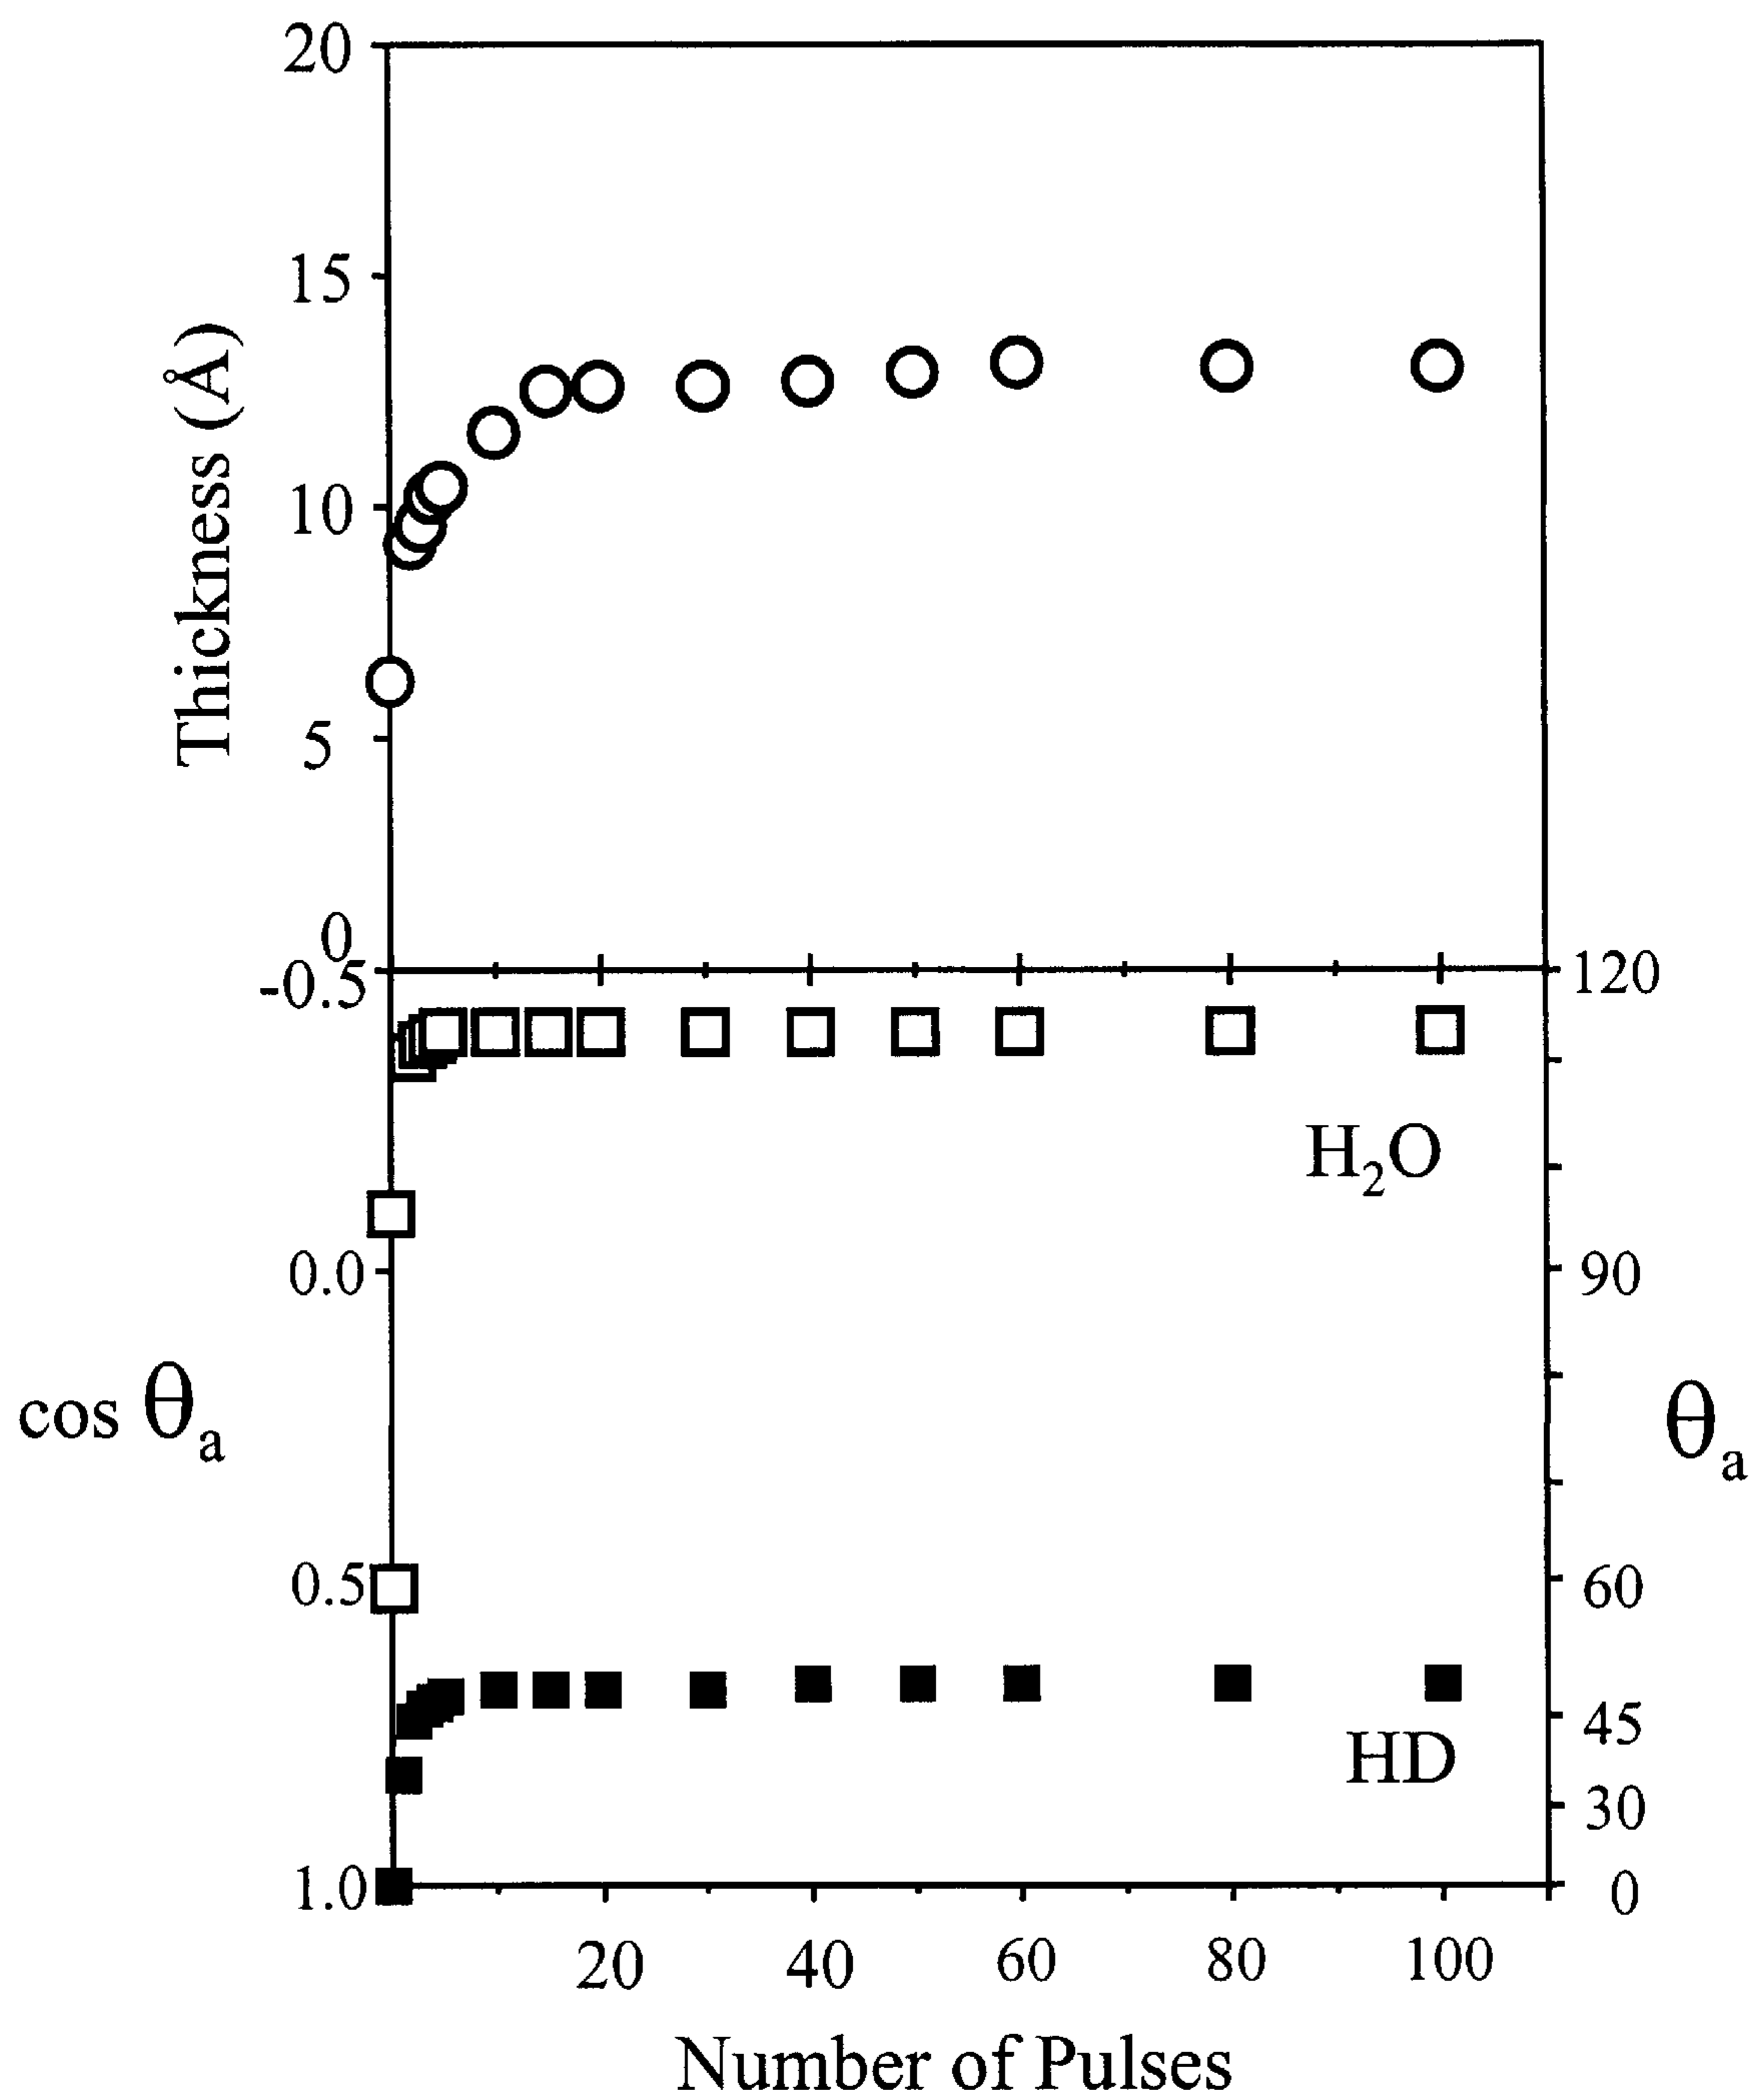 20
15
Thickness (Å)
10
5
0
-0.5
120
H₂O
0.0
90
cos θₐ
θₐ
0.5
60
45
HD
30
1.0
0
20 40 60 80 100
Number of Pulses